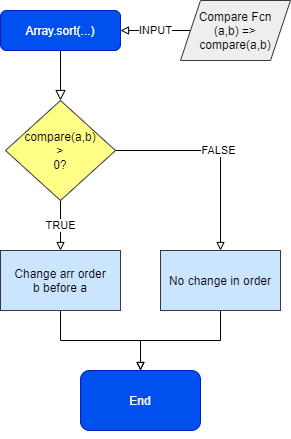 Array.sort(...)
INPUT
Compare Fcn
(a,b) =>
compare(a,b)
compare(a,b)
>
0?
FALSE
TRUE
Change arr order
b before a
No change in order
End